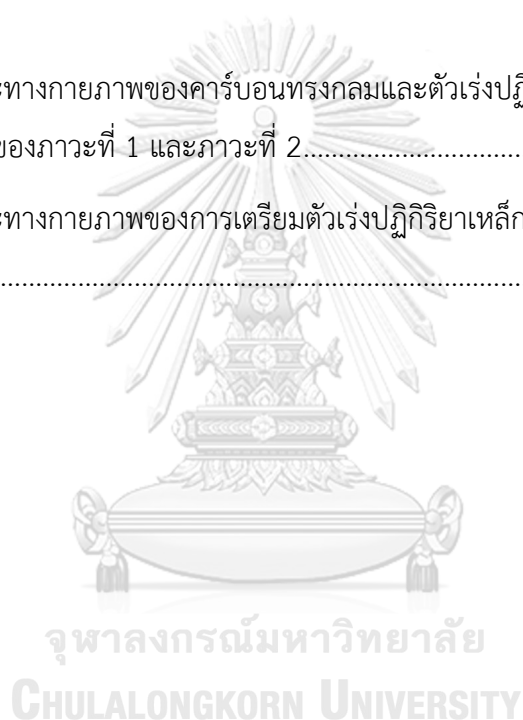 ะทางกายภาพของคาร์บอนทรงกลมและตัวเร่งปฏิ
ของภาวะที่ 1 และภาวะที่ 2................................
ะทางกายภาพของการเตรียมตัวเร่งปฏิกิริยาเหล็ก
................................................................................
จุฬาลงกรณ์มหาวิทยาลัย
CHULALONGKORN UNIVERSITY